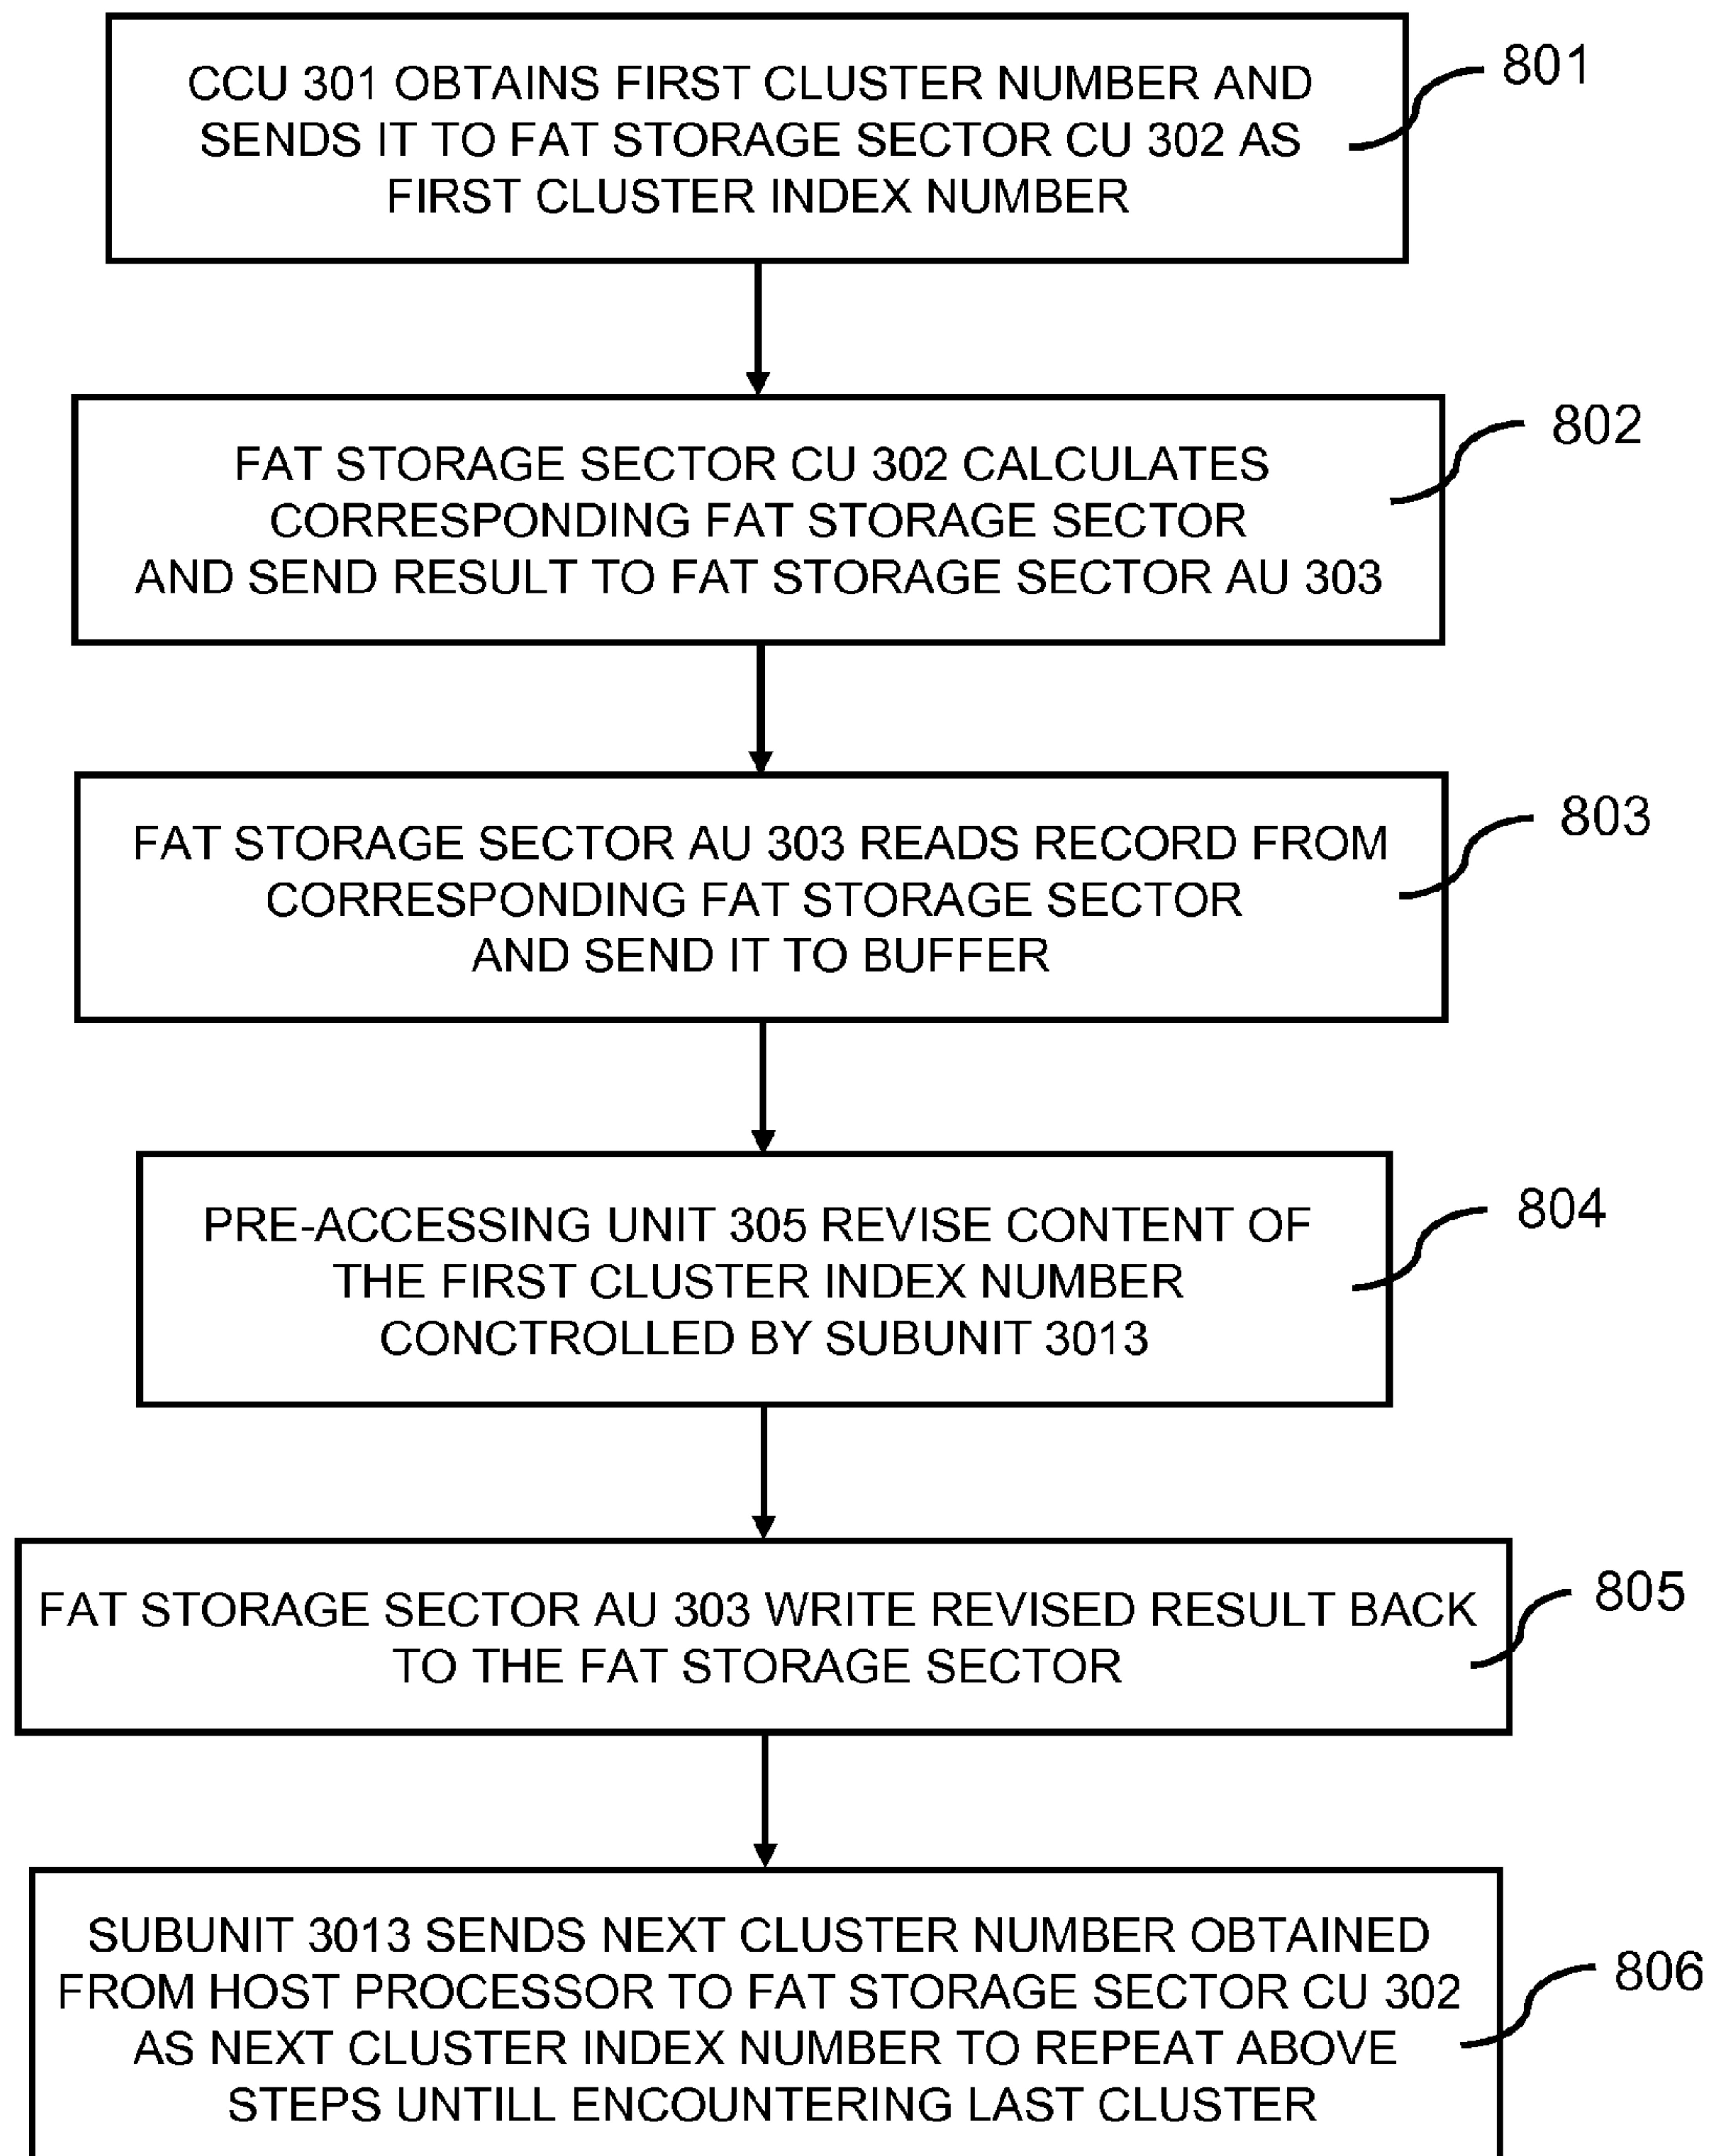 CCU 301 OBTAINS FIRST CLUSTER NUMBER AND
SENDS IT TO FAT STORAGE SECTOR CU 302 AS
FIRST CLUSTER INDEX NUMBER
801
FAT STORAGE SECTOR CU 302 CALCULATES
CORRESPONDING FAT STORAGE SECTOR
AND SEND RESULT TO FAT STORAGE SECTOR AU 303
802
FAT STORAGE SECTOR AU 303 READS RECORD FROM
CORRESPONDING FAT STORAGE SECTOR
AND SEND IT TO BUFFER
803
PRE-ACCESSING UNIT 305 REVISE CONTENT OF
THE FIRST CLUSTER INDEX NUMBER
CONCTROLLED BY SUBUNIT 3013
804
FAT STORAGE SECTOR AU 303 WRITE REVISED RESULT BACK
TO THE FAT STORAGE SECTOR
805
SUBUNIT 3013 SENDS NEXT CLUSTER NUMBER OBTAINED
FROM HOST PROCESSOR TO FAT STORAGE SECTOR CU 302
AS NEXT CLUSTER INDEX NUMBER TO REPEAT ABOVE
STEPS UNTILL ENCOUNTERING LAST CLUSTER
806